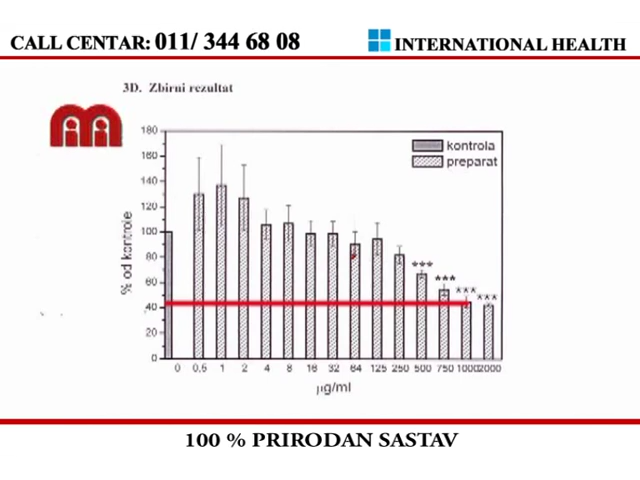 CALL CENTAR: 011/ 344 68 08
INTERNATIONAL HEALTH
3D. Zbirni rezultat
180
160
140
120
100
80
60
40
20
0
% od kontrole
kontrola
preparat
***
***
***
***
0 0,5 1 2 4 8 16 32 64 125 250 500 750 1000 2000
μg/ml
100 % PRIRODAN SASTAV